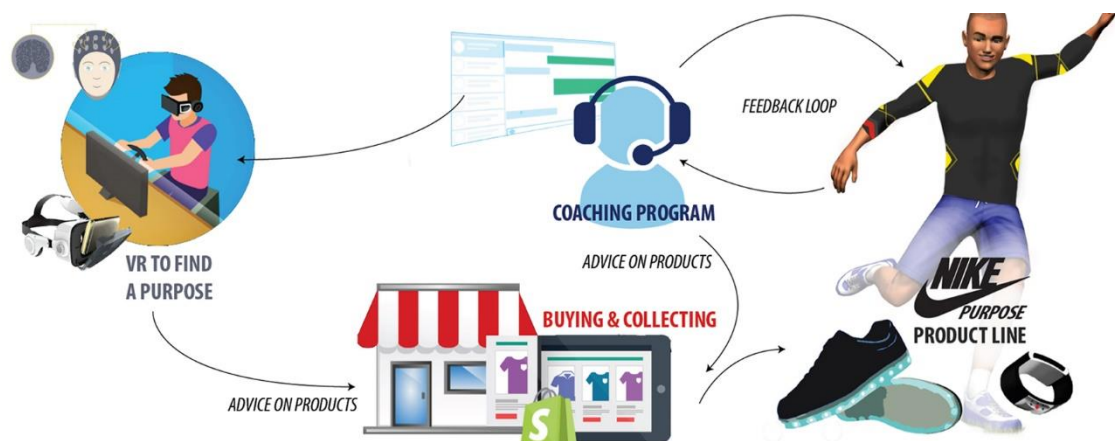 FEEDBACK LOOP
COACHING PROGRAM
VR TO FIND
A PURPOSE
ADVICE ON PRODUCTS
BUYING & COLLECTING
NIKE
PURPOSE
PRODUCT LINE
ADVICE ON PRODUCTS
S